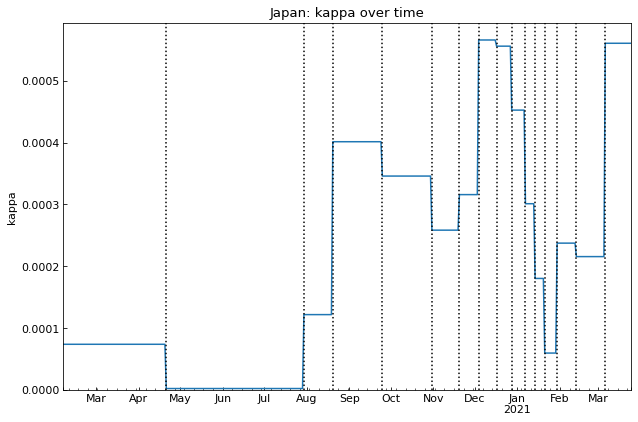 Japan: kappa over time
kappa
0.0005
0.0004
0.0003
0.0002
0.0001
0.0000
Mar Apr May Jun Jul Aug Sep Oct Nov Dec Jan Feb Mar
2021